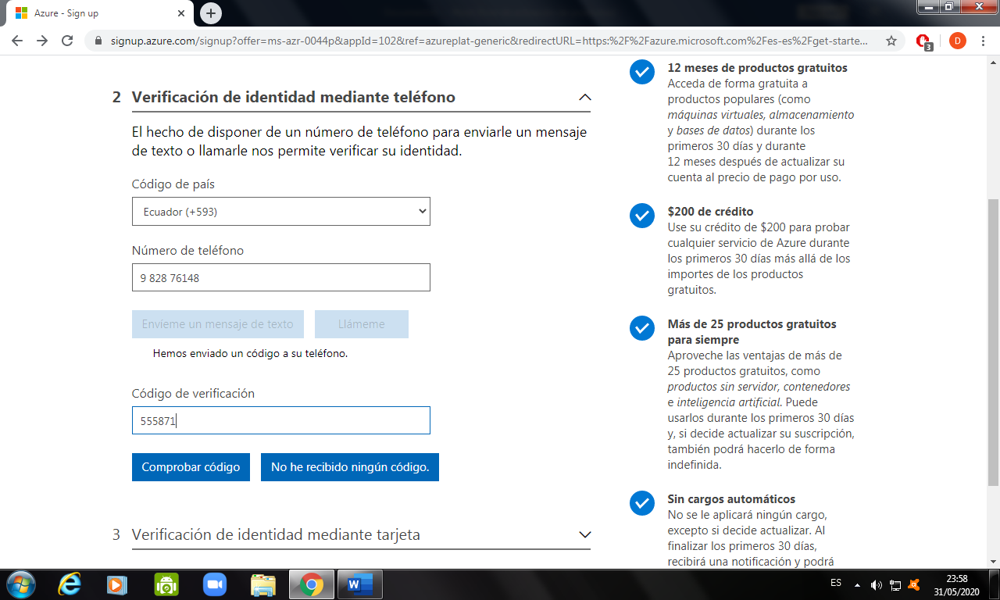 Azure - Sign up
signup.azure.com/signup?offer=ms-azr-0044p&appId=102&ref=azureplat-generic&redirectURL=https:%2F%2Fazure.microsoft.com%2Fes-es%2Fget-starte...
3
D
2 Verificación de identidad mediante teléfono
El hecho de disponer de un número de teléfono para enviarle un mensaje
de texto o llamarle nos permite verificar su identidad.
Código de país
Ecuador (+593)
Número de teléfono
9 828 76148
Envíeme un mensaje de texto
Llámeme
Hemos enviado un código a su teléfono.
Código de verificación
555871
Comprobar código
No he recibido ningún código.
3 Verificación de identidad mediante tarjeta
12 meses de productos gratuitos
Acceda de forma gratuita a
productos populares (como
máquinas virtuales, almacenamiento
y bases de datos) durante los
primeros 30 días y durante
12 meses después de actualizar su
cuenta al precio de pago por uso.
$200 de crédito
Use su crédito de $200 para probar
cualquier servicio de Azure durante
los primeros 30 días más allá de los
importes de los productos
gratuitos.
Más de 25 productos gratuitos
para siempre
Aproveche las ventajas de más de
25 productos gratuitos, como
productos sin servidor, contenedores
e inteligencia artificial. Puede
usarlos durante los primeros 30 días
y, si decide actualizar su suscripción,
también podrá hacerlo de forma
indefinida.
Sin cargos automáticos
No se le aplicará ningún cargo,
excepto si decide actualizar. Al
finalizar los primeros 30 días,
recibirá una notificación y podrá
ES
23:58
31/05/2020